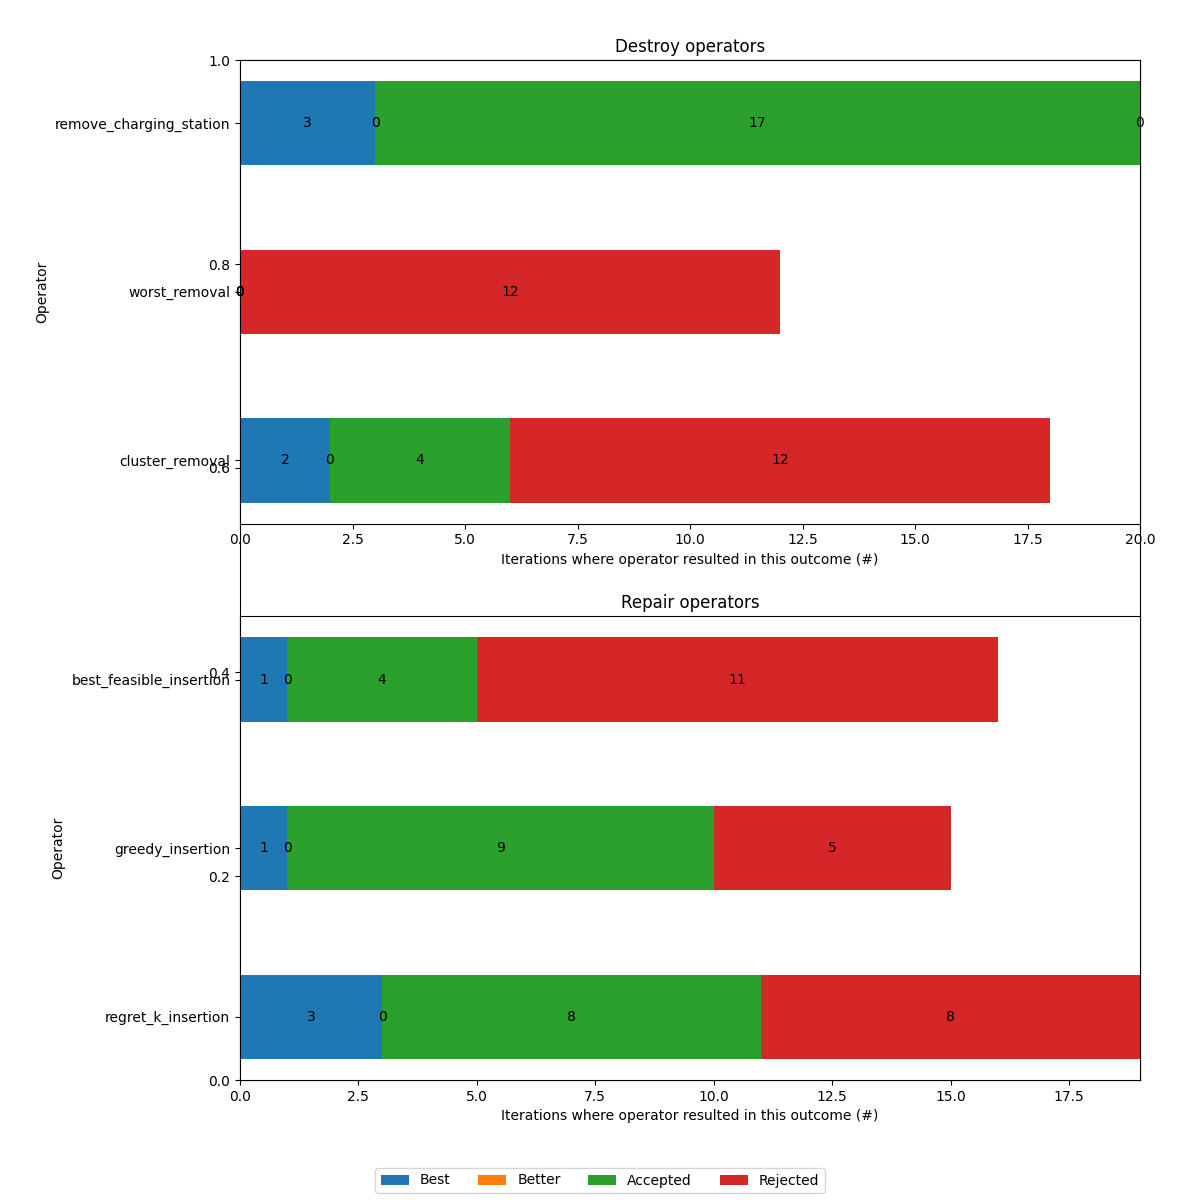 Destroy operators
1.0
remove_charging_station 3 0 17 0
0.8
Operator
worst_removal 0 12
cluster_removal 2 0 4 12
0.6
0.0 2.5 5.0 7.5 10.0 12.5 15.0 17.5 20.0
Iterations where operator resulted in this outcome (#)
Repair operators
0.4
best_feasible_insertion 1 0 4 11
Operator
greedy_insertion 1 0 9 5
0.2
regret_k_insertion 3 0 8 8
0.0
0.0 2.5 5.0 7.5 10.0 12.5 15.0 17.5
Iterations where operator resulted in this outcome (#)
Best Better Accepted Rejected